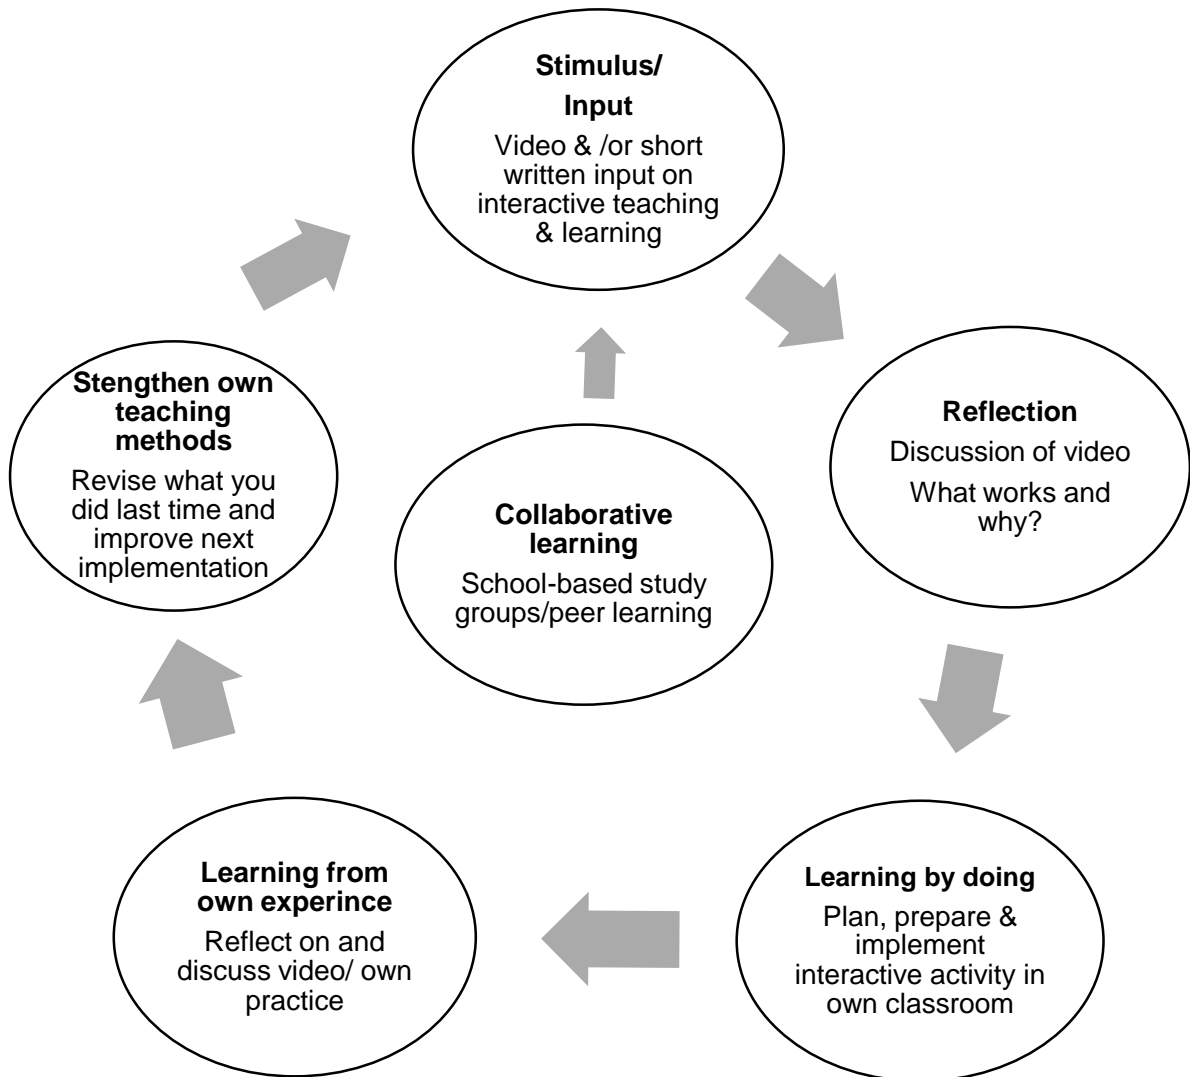 Stimulus/
Input
Video & /or short
written input on
interactive teaching
& learning
Reflection
Discussion of video
What works and
why?
Learning by doing
Plan, prepare &
implement
interactive activity in
own classroom
Learning from
own experince
Reflect on and
discuss video/ own
practice
Stengthen own
teaching
methods
Revise what you
did last time and
improve next
implementation
Collaborative
learning
School-based study
groups/peer learning